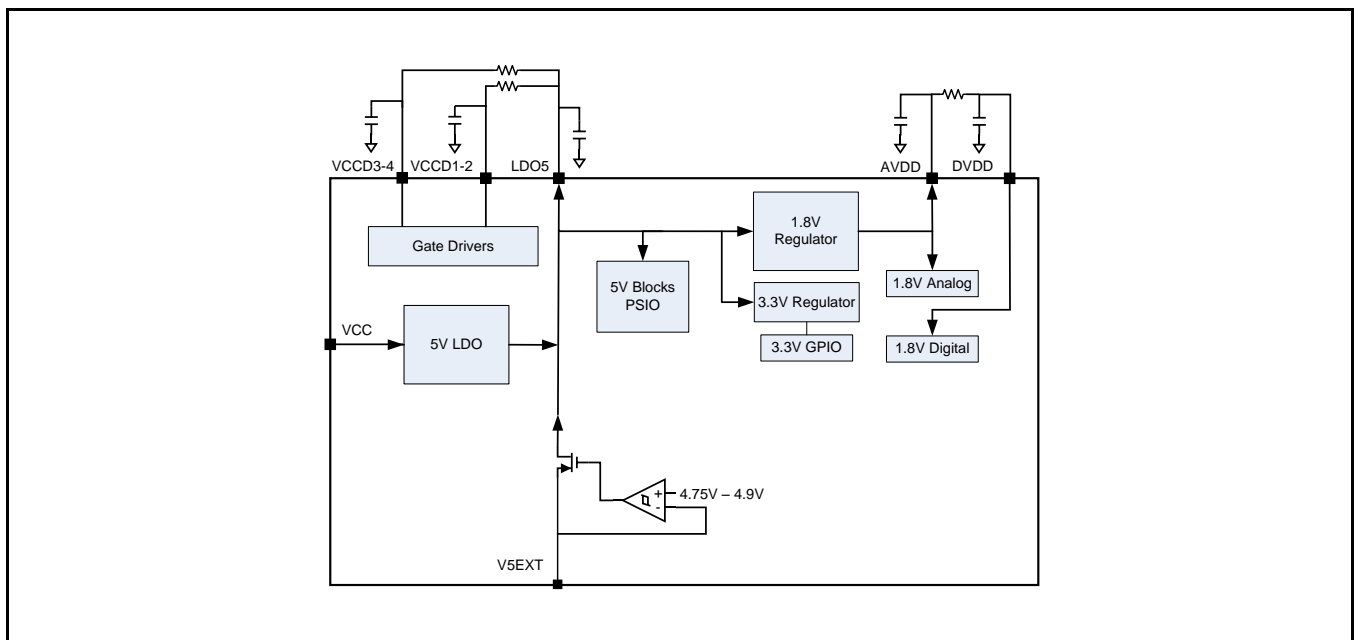 VCCD3-4
VCCD1-2
LDO5
AVDD
DVDD
Gate Drivers
1.8V
Regulator
5V Blocks
PSIO
1.8V Analog
3.3V Regulator
VCC
5V LDO
3.3V GPIO
1.8V Digital
+
4.75V – 4.9V
-
V5EXT